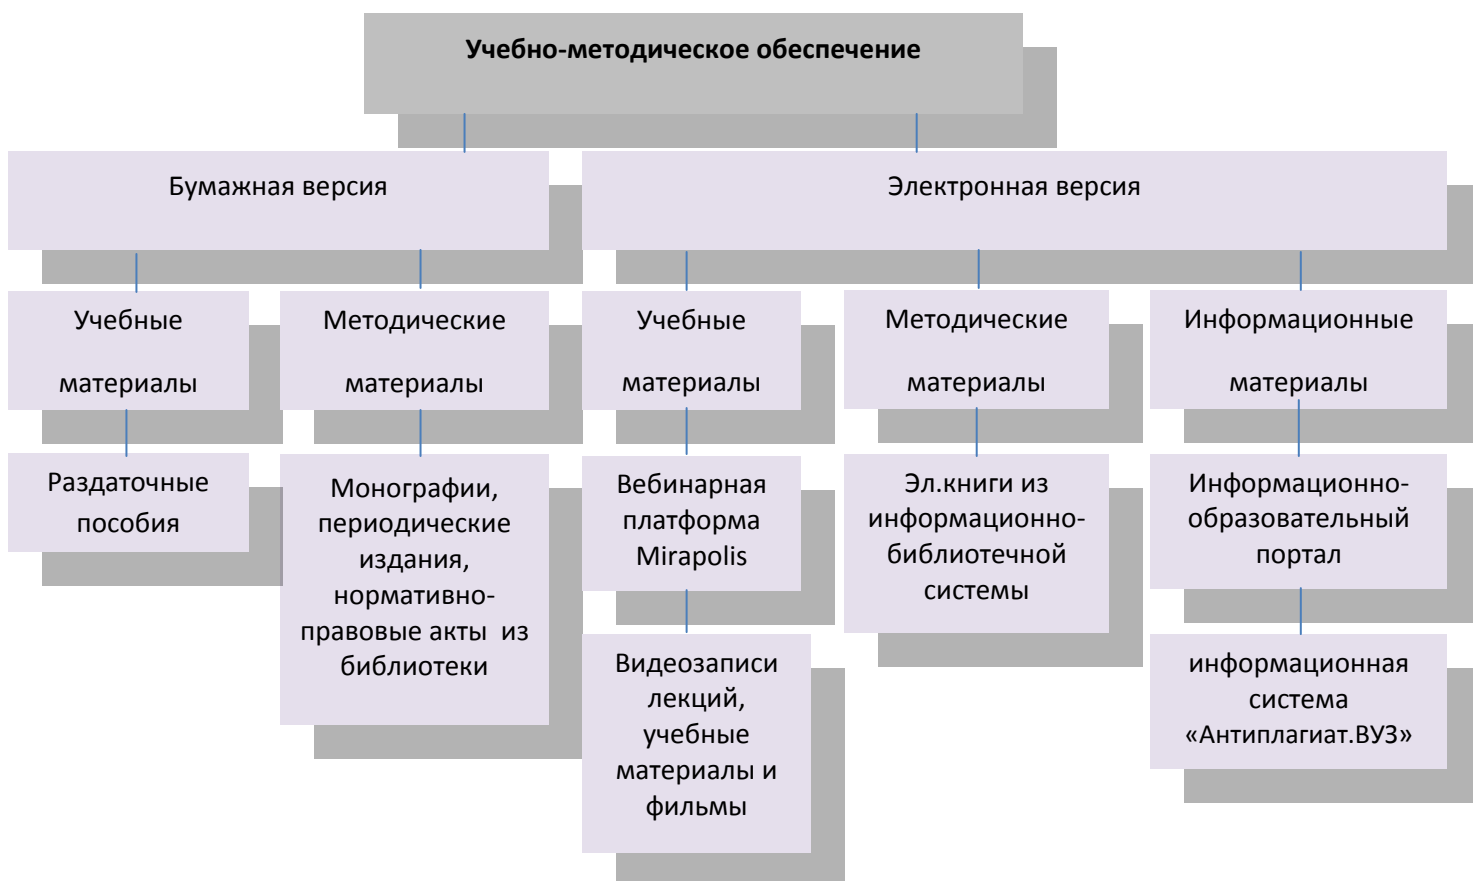 Учебно-методическое обеспечение
Бумажная версия
Электронная версия
Учебные
материалы
Методические
материалы
Учебные
материалы
Методические
материалы
Информационные
материалы
Раздаточные
пособия
Монографии,
периодические
издания,
нормативно-
правовые акты из
библиотеки
Вебинарная
платформа
Mirapolis
Эл.книги из
информационно-
библиотечной
системы
Информационно-
образовательный
портал
Видеозаписи
лекций,
учебные
материалы и
фильмы
информационная
система
«Антиплагиат.ВУЗ»